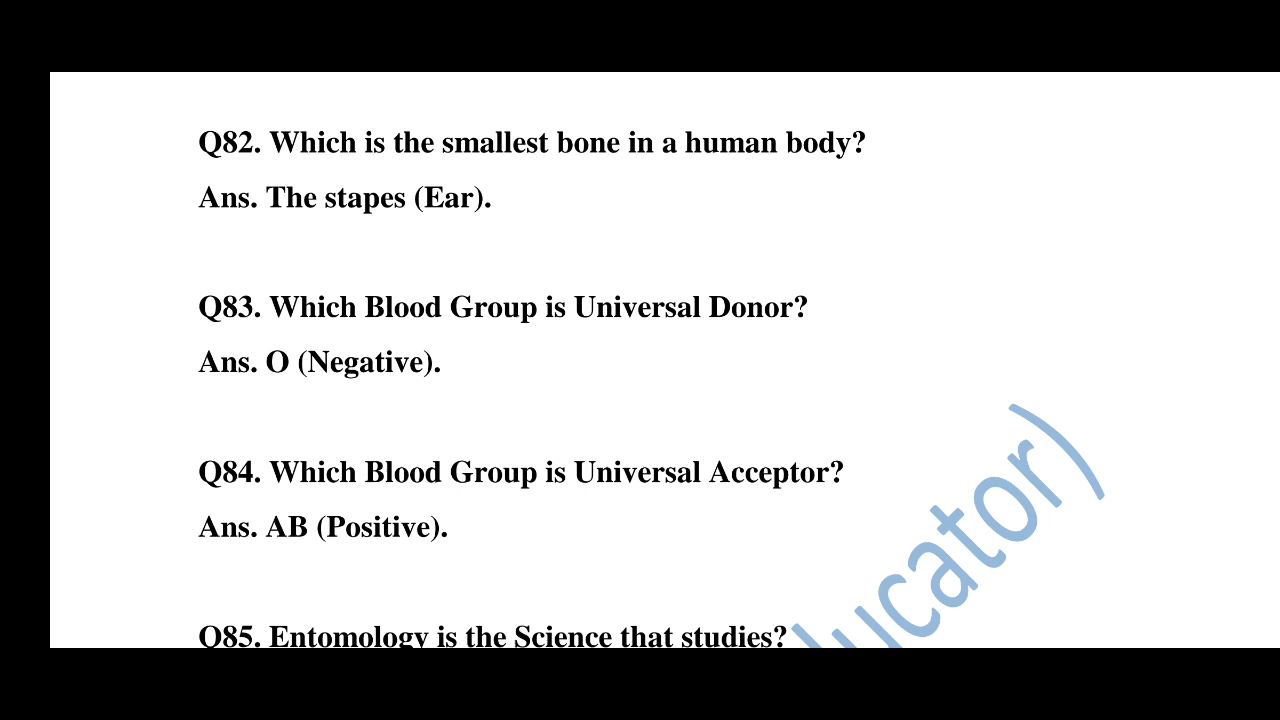 Q82. Which is the smallest bone in a human body?
Ans. The stapes (Ear).
Q83. Which Blood Group is Universal Donor?
Ans. O (Negative).
Q84. Which Blood Group is Universal Acceptor?
Ans. AB (Positive).
Q85. Entomology is the Science that studies?
ucator)